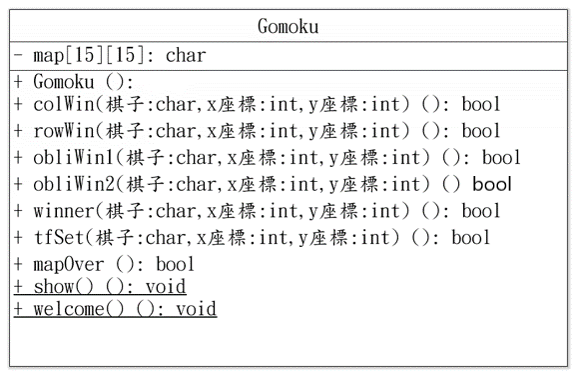 Gomoku
- map[15][15]: char
+ Gomoku ():
+ colWin(棋子:char,x座標:int,y座標:int) (): bool
+ rowWin(棋子:char,x座標:int,y座標:int) (): bool
+ obliWin1(棋子:char,x座標:int,y座標:int) (): bool
+ obliWin2(棋子:char,x座標:int,y座標:int) () bool
+ winner(棋子:char,x座標:int,y座標:int) (): bool
+ tfSet(棋子:char,x座標:int,y座標:int) (): bool
+ mapOver (): bool
+ show() (): void
+ welcome() (): void